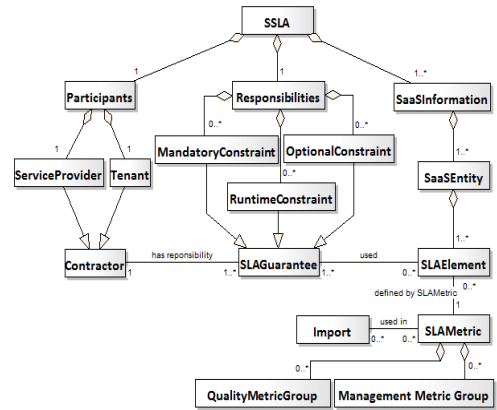 SSLA
1
1
1..*
Participants
Responsibilities
SaaSInformation
0..*
0..*
1
1
MandatoryConstraint
OptionalConstraint
0..*
1..*
ServiceProvider
Tenant
SaaSEntity
RuntimeConstraint
1..*
has reponsibility
used
Contractor
SLAGuarantee
SLAElement
1
1..*
1..*
0..*
0..*
defined by SLAMetric
1
used in
Import
SLAMetric
0..*
0..*
0..*
0..*
QualityMetricGroup
Management Metric Group